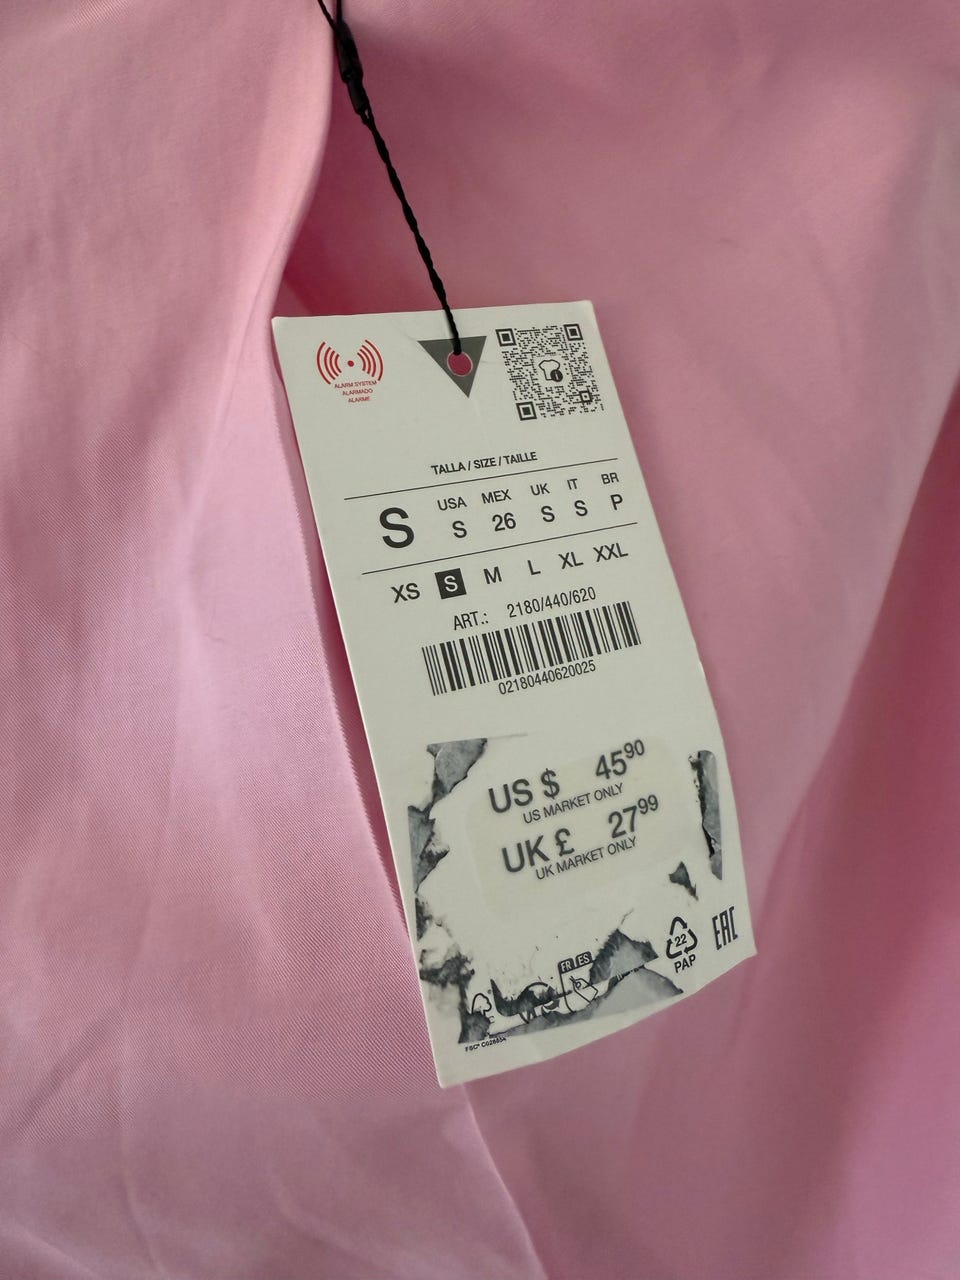 ALARM SYSTEM
ALARMADO
ALARME
TALLA / SIZE / TAILLE
S
USA MEX UK IT BR
S 26 S S P
XS S M L XL XXL
ART.: 2180/440/620
02180440620025
US $ 45⁹⁰
US MARKET ONLY
UK £ 27⁹⁹
UK MARKET ONLY
FR ES
22
PAP
EAC